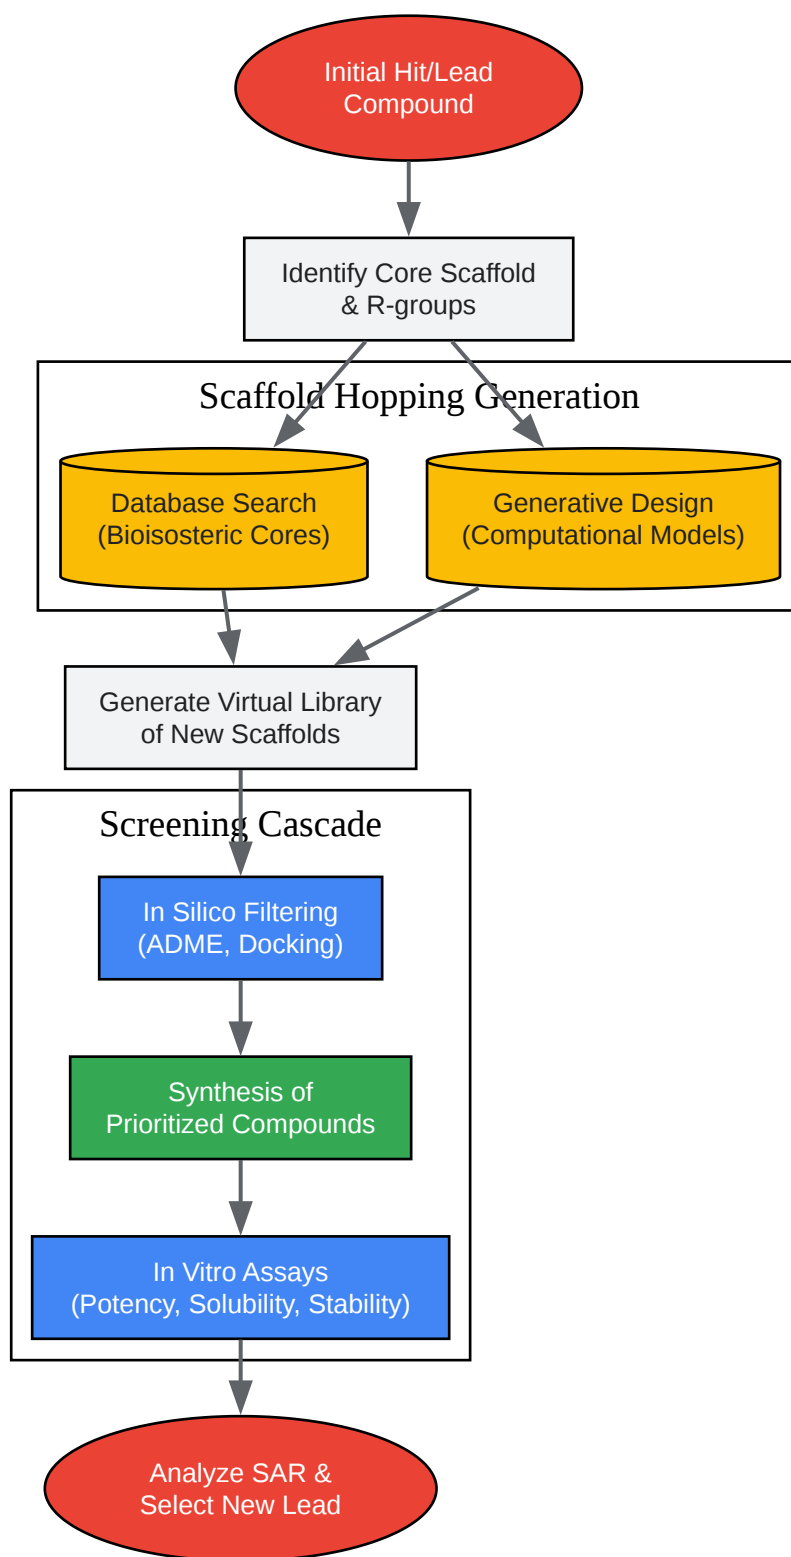 Initial Hit/Lead
Compound
Identify Core Scaffold
& R-groups
Scaffold Hopping Generation
Database Search
(Bioisosteric Cores)
Generative Design
(Computational Models)
Generate Virtual Library
of New Scaffolds
Screening Cascade
In Silico Filtering
(ADME, Docking)
Synthesis of
Prioritized Compounds
In Vitro Assays
(Potency, Solubility, Stability)
Analyze SAR &
Select New Lead